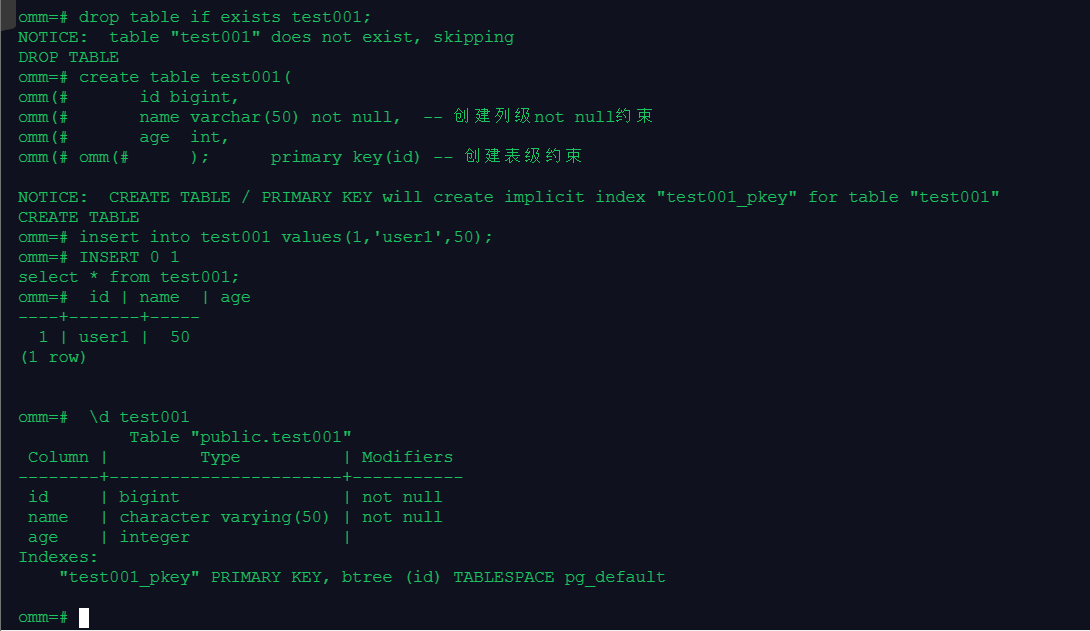 omm=# drop table if exists test001;
NOTICE:  table "test001" does not exist, skipping
DROP TABLE
omm=# create table test001(
omm(#       id bigint,
omm(#       name varchar(50) not null,  -- 创建列级not null约束
omm(#       age  int,
omm(# omm(#      );      primary key(id) -- 创建表级约束
NOTICE:  CREATE TABLE / PRIMARY KEY will create implicit index "test001_pkey" for table "test001"
CREATE TABLE
omm=# insert into test001 values(1,'user1',50);
omm=# INSERT 0 1
select * from test001;
omm=#  id | name  | age
----+-------+-----
  1 | user1 |  50
(1 row)
omm=#  \d test001
           Table "public.test001"
 Column |         Type          | Modifiers
--------+-----------------------+-----------
 id     | bigint                | not null
 name   | character varying(50) | not null
 age    | integer               |
Indexes:
    "test001_pkey" PRIMARY KEY, btree (id) TABLESPACE pg_default
omm=#